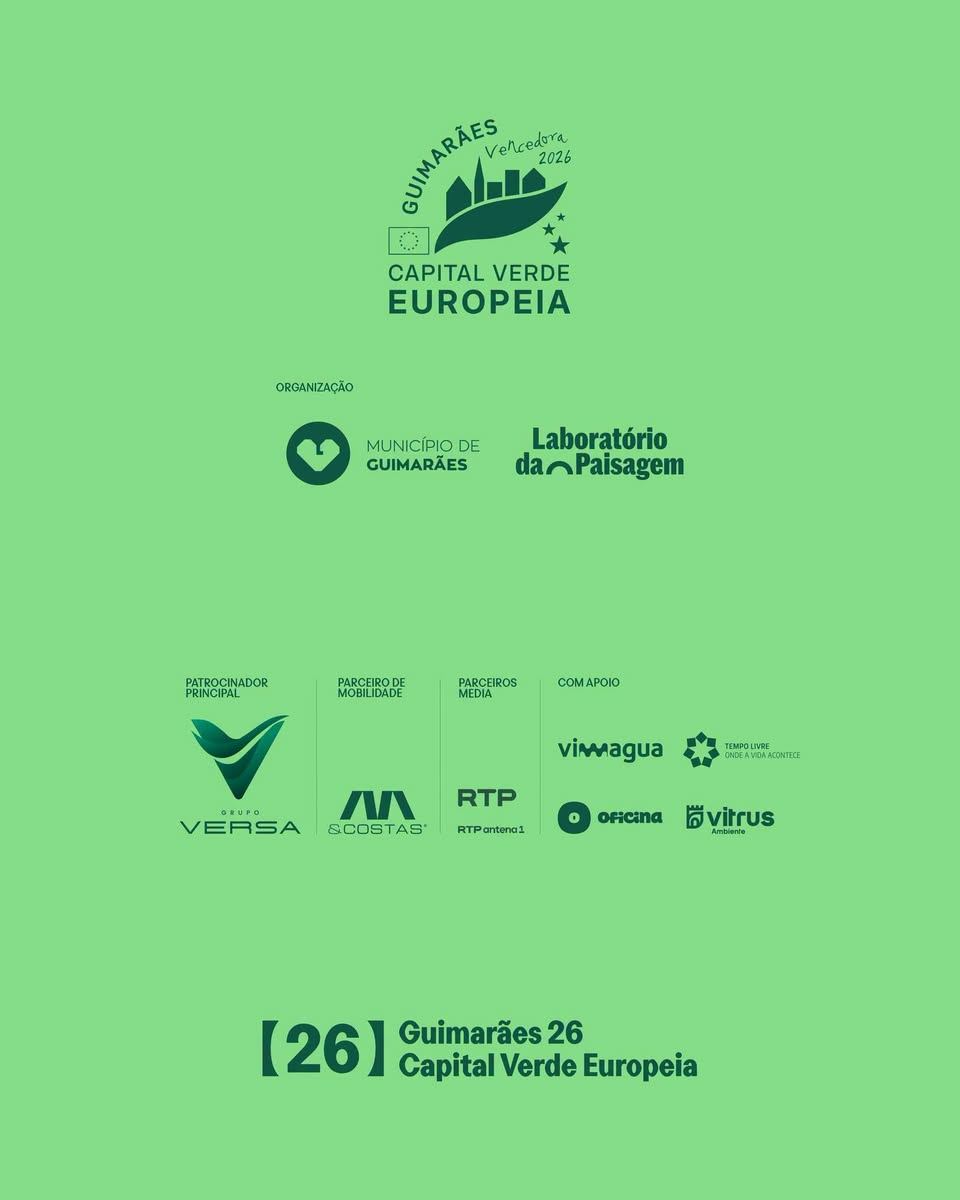 GUIMARÃES
Vencedora
2026
CAPITAL VERDE
EUROPEIA
ORGANIZAÇÃO
MUNICÍPIO DE
GUIMARÃES
Laboratório
da Paisagem
PATROCINADOR
PRINCIPAL
GRUPO
VERSA
PARCEIRO DE
MOBILIDADE
&COSTAS®
PARCEIROS
MEDIA
RTP
RTP antena 1
COM APOIO
vimagua
TEMPO LIVRE
ONDE A VIDA ACONTECE
oficina
vitrus
Ambiente
【26】
Guimarães 26
Capital Verde Europeia